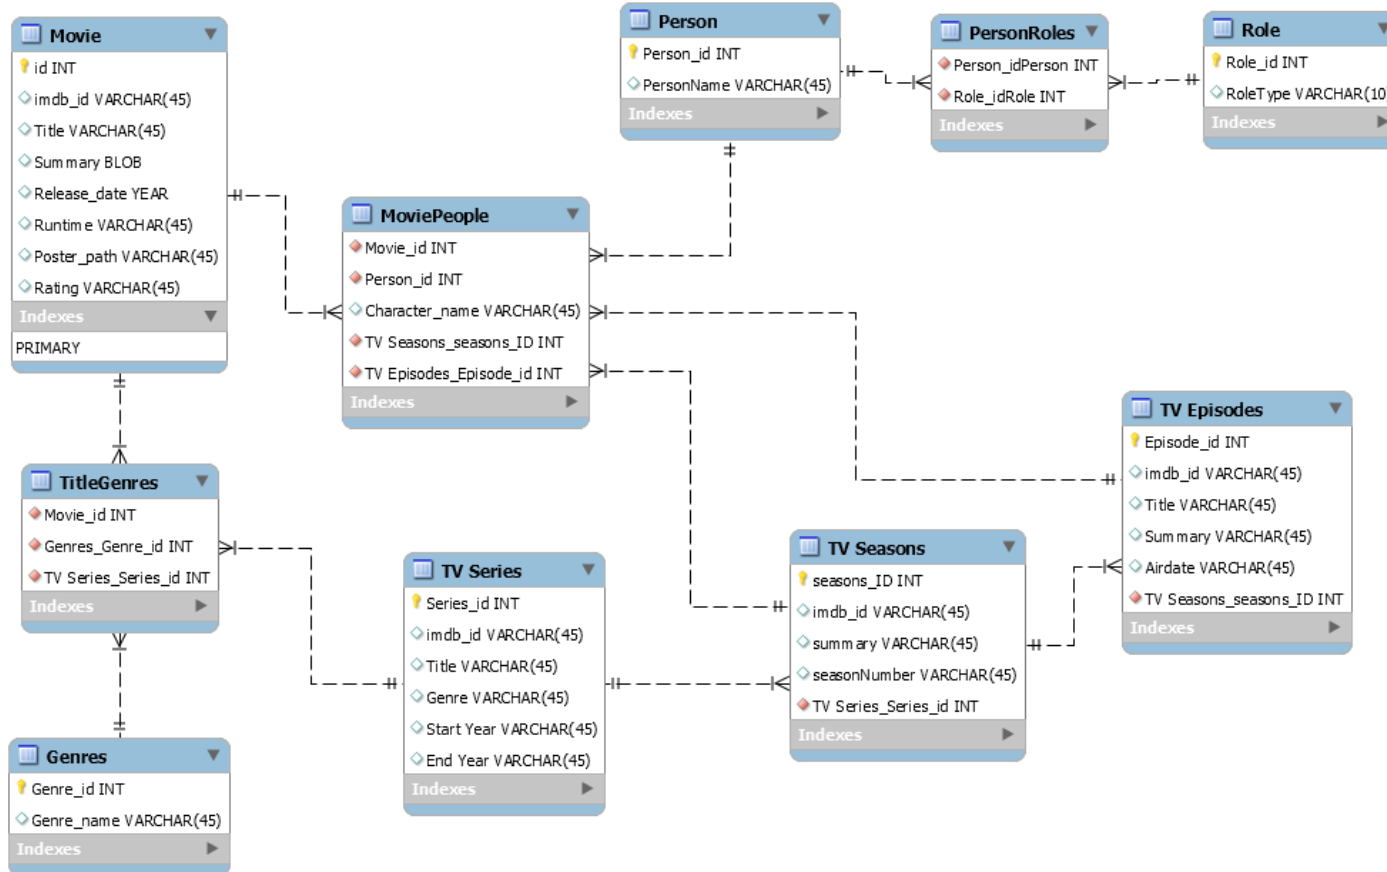 Movie
id INT
imdb_id VARCHAR(45)
Title VARCHAR(45)
Summary BLOB
Release_date YEAR
Runtime VARCHAR(45)
Poster_path VARCHAR(45)
Rating VARCHAR(45)
Indexes
PRIMARY
Person
Person_id INT
PersonName VARCHAR(45)
Indexes
PersonRoles
Person_idPerson INT
Role_idRole INT
Indexes
Role
Role_id INT
RoleType VARCHAR(10
Indexes
MoviePeople
Movie_id INT
Person_id INT
Character_name VARCHAR(45)
TV Seasons_seasons_ID INT
TV Episodes_Episode_id INT
Indexes
TV Episodes
Episode_id INT
imdb_id VARCHAR(45)
Title VARCHAR(45)
Summary VARCHAR(45)
Airdate VARCHAR(45)
TV Seasons_seasons_ID INT
Indexes
TitleGenres
Movie_id INT
Genres_Genre_id INT
TV Series_Series_id INT
Indexes
TV Series
Series_id INT
imdb_id VARCHAR(45)
Title VARCHAR(45)
Genre VARCHAR(45)
Start Year VARCHAR(45)
End Year VARCHAR(45)
Indexes
TV Seasons
seasons_ID INT
imdb_id VARCHAR(45)
summary VARCHAR(45)
seasonNumber VARCHAR(45)
TV Series_Series_id INT
Indexes
Genres
Genre_id INT
Genre_name VARCHAR(45)
Indexes